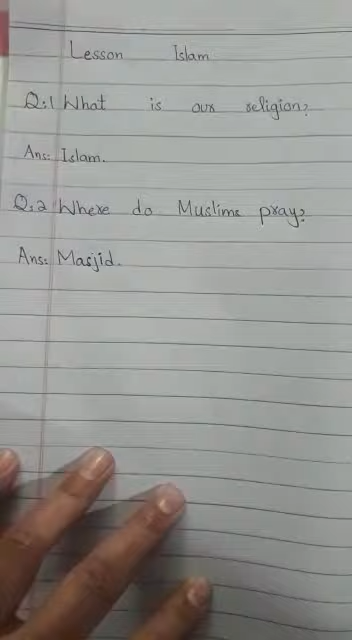 Lesson Islam
Q:1 What is our religion?
Ans: Islam.
Q:2 Where do Muslims pray?
Ans: Masjid.